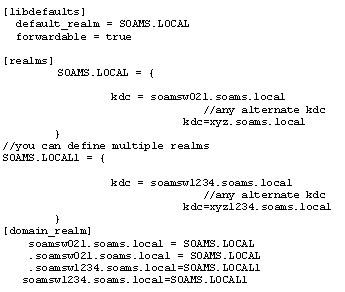 [libdefaults]
default_realm = SOAMS.LOCAL
forwardable = true
[realms]
SOAMS.LOCAL = {
kdc = soamsw021.soams.local
//any alternate kdc
kdc=xyz.soams.local
}
//you can define multiple realms
SOAMS.LOCAL1 = {
kdc = soamsw1234.soams.local
//any alternate kdc
kdc=xyz1234.soams.local
}
[domain_realm]
soamsw021.soams.local = SOAMS.LOCAL
.soamsw021.soams.local = SOAMS.LOCAL
.soamsw1234.soams.local=SOAMS.LOCAL1
soamsw1234.soams.local=SOAMS.LOCAL1